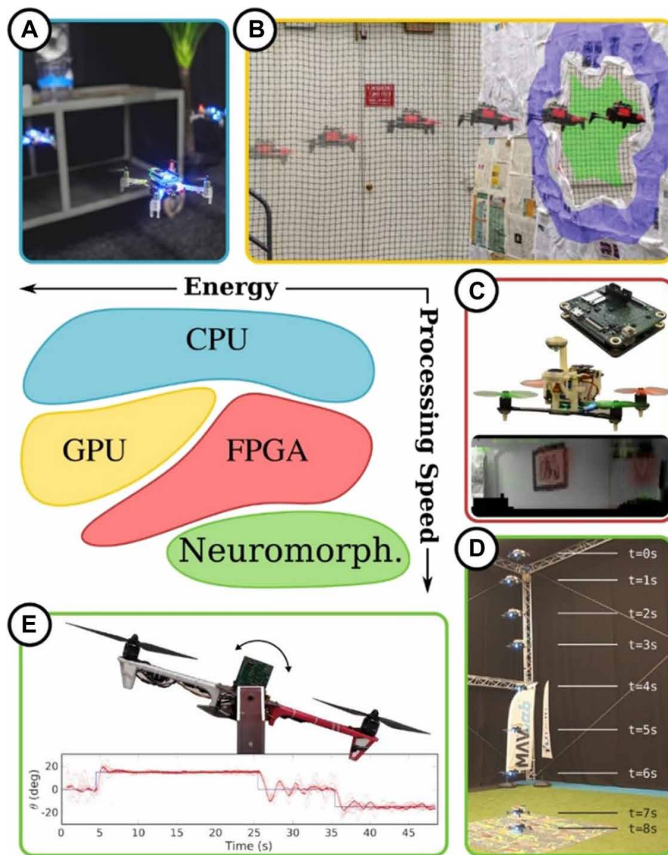 A
B
Energy
Processing Speed
C
CPU
GPU
FPGA
Neuromorph.
D
t=0s
t=1s
t=2s
t=3s
t=4s
t=5s
t=6s
t=7s
t=8s
MAVLab
E
θ (deg)
20
0
-20
0
5
10
15
20
25
30
35
40
45
Time (s)